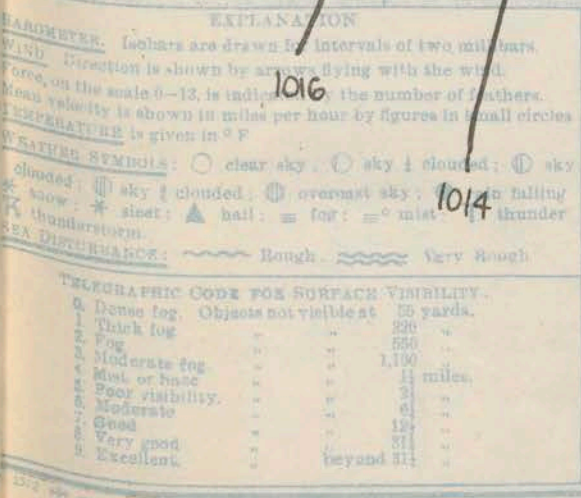 EXPLANATION
BAROMETER. Isobars are drawn for intervals of two millibars.
WIND. Direction is shown by arrows flying with the wind.
Force, on the scale 0–13, is indicated by the number of feathers.
Mean velocity is shown in miles per hour by figures in small circles
TEMPERATURE is given in ° F
WEATHER SYMBOLS: clear sky; sky clouded; sky
clouded; sky clouded; overcast sky; rain falling
snow; sleet; hail; fog; mist; thunder
thunderstorm.
SEA DISTURBANCE: Rough. Very Rough
1016
1014
TELEGRAPHIC CODE FOR SURFACE VISIBILITY.
0. Dense fog. Objects not visible at 55 yards.
1. Thick fog " " 220 "
2. Fog " " 550 "
3. Moderate fog " " 1,100 "
4. Mist or haze " " miles.
5. Poor visibility. " " "
6. Moderate " " "
7. Good " " "
8. Very good " " "
9. Excellent. " beyond "